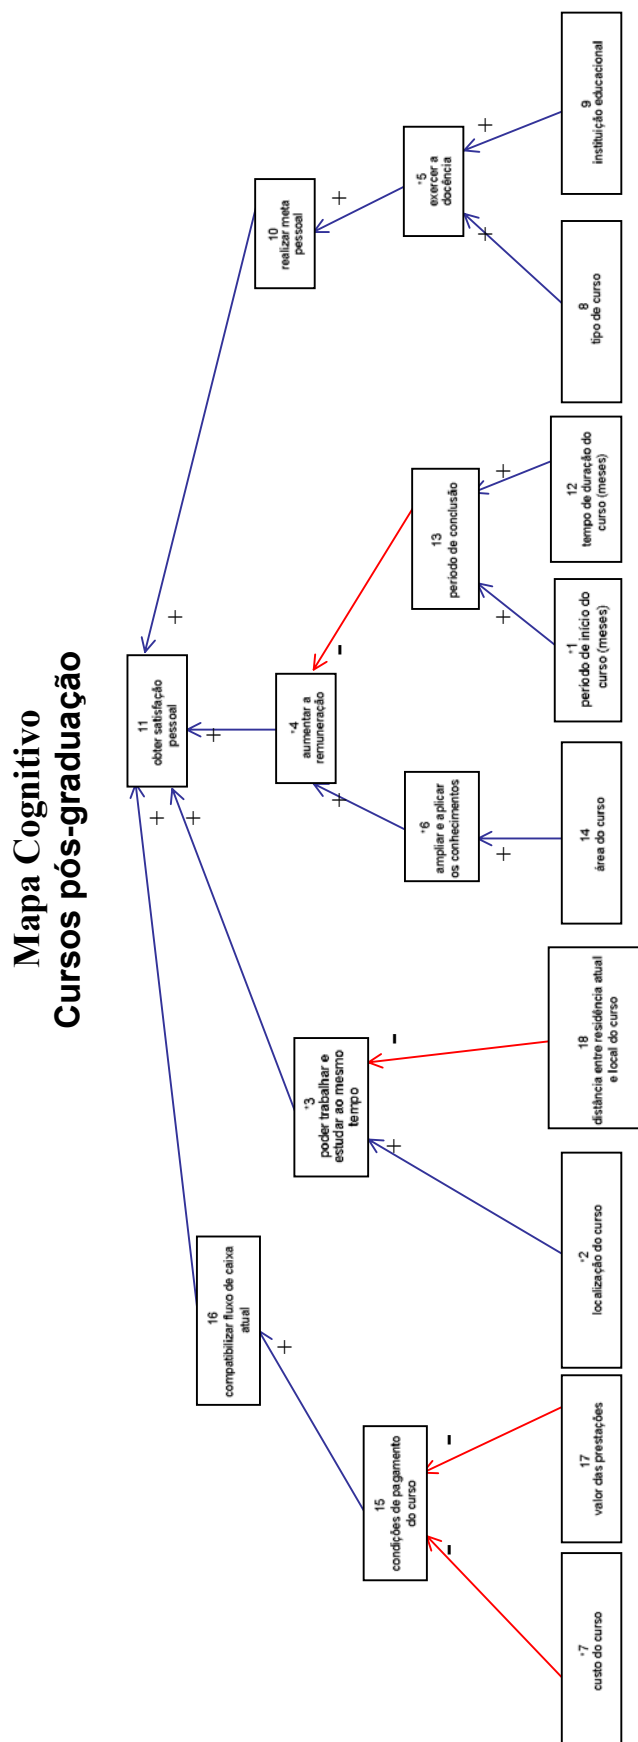 Mapa Cognitivo
Cursos pós-graduação
11
obter satisfação
pessoal
+
+
+
+
+
16
compatibilizar fluxo de caixa
atual
+
*3
poder trabalhar e
estudar ao mesmo
tempo
+
-
*4
aumentar a
remuneração
+
-
10
realizar meta
pessoal
+
15
condições de pagamento
do curso
-
-
*6
ampliar e aplicar
os conhecimentos
+
13
período de conclusão
+
+
*5
exercer a
docência
+
+
*7
custo do curso
17
valor das prestações
*2
localização do curso
18
distância entre residência atual
e local do curso
14
área do curso
*1
período de início do
curso (meses)
12
tempo de duração do
curso (meses)
8
tipo de curso
9
instituição educacional